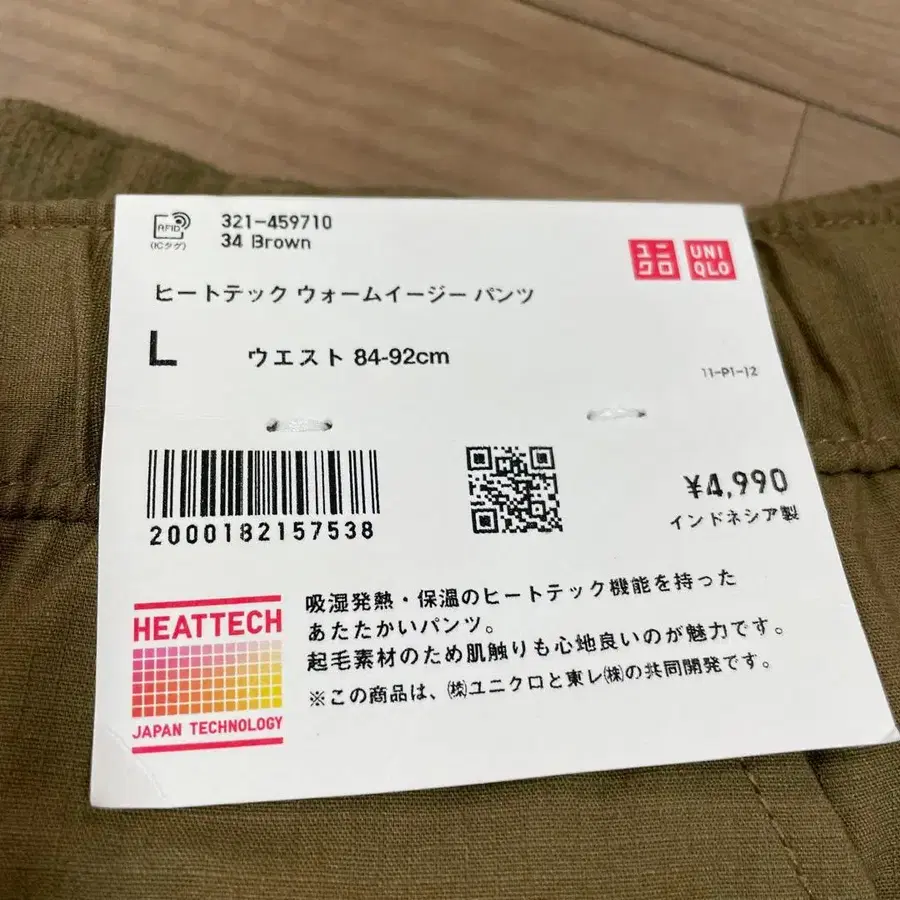 RFID
(ICタグ)
321-459710
34 Brown
ユニクロ
UNIQLO
ヒートテック ウォームイージー パンツ
L
ウエスト 84-92cm
11-P1-12
2000182157538
¥4,990
インドネシア製
HEATTECH
JAPAN TECHNOLOGY
吸湿発熱・保温のヒートテック機能を持った
あたたかいパンツ。
起毛素材のため肌触りも心地良いのが魅力です。
※この商品は、㈱ユニクロと東レ㈱の共同開発です。